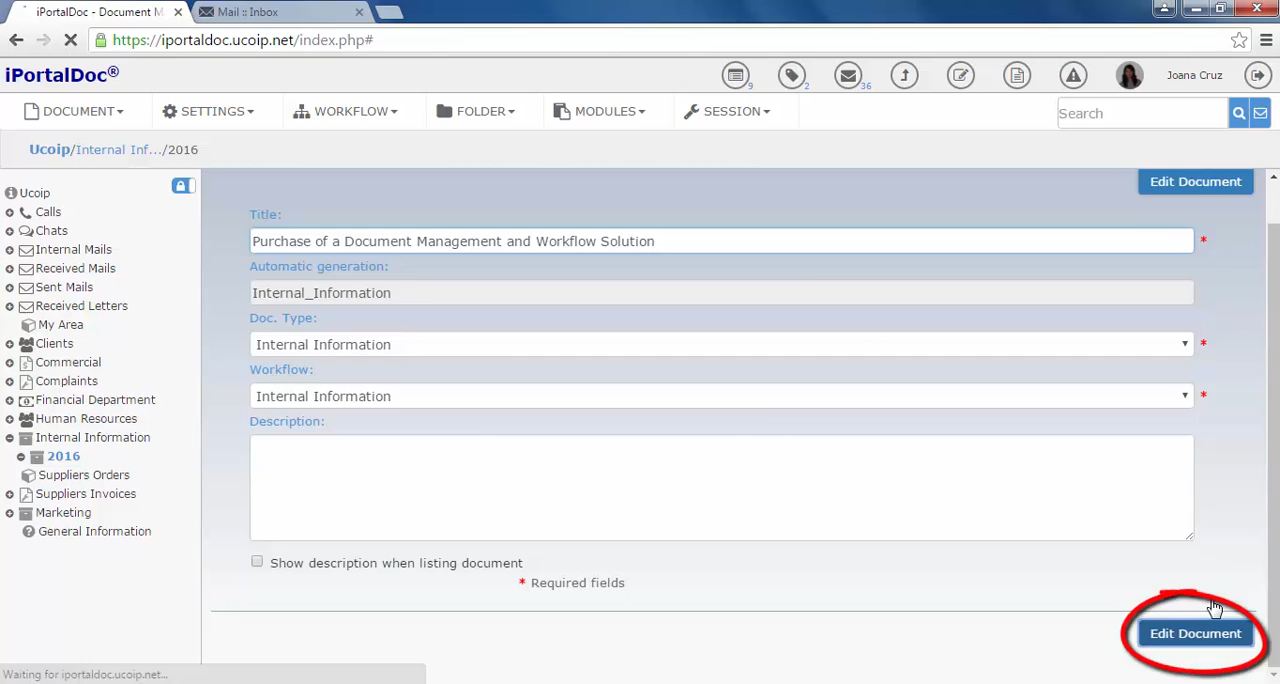 iPortalDoc - Document M
Mail :: Inbox
https://iportaldoc.ucoip.net/index.php#
iPortalDoc®
9
2
36
Joana Cruz
DOCUMENT
SETTINGS
WORKFLOW
FOLDER
MODULES
SESSION
Search
Ucoip/Internal Inf.../2016
Ucoip
Calls
Chats
Internal Mails
Received Mails
Sent Mails
Received Letters
My Area
Clients
Commercial
Complaints
Financial Department
Human Resources
Internal Information
2016
Suppliers Orders
Suppliers Invoices
Marketing
General Information
Edit Document
Title:
Purchase of a Document Management and Workflow Solution *
Automatic generation:
Internal_Information
Doc. Type:
Internal Information *
Workflow:
Internal Information *
Description:
Show description when listing document
* Required fields
Edit Document
Waiting for iportaldoc.ucoip.net...